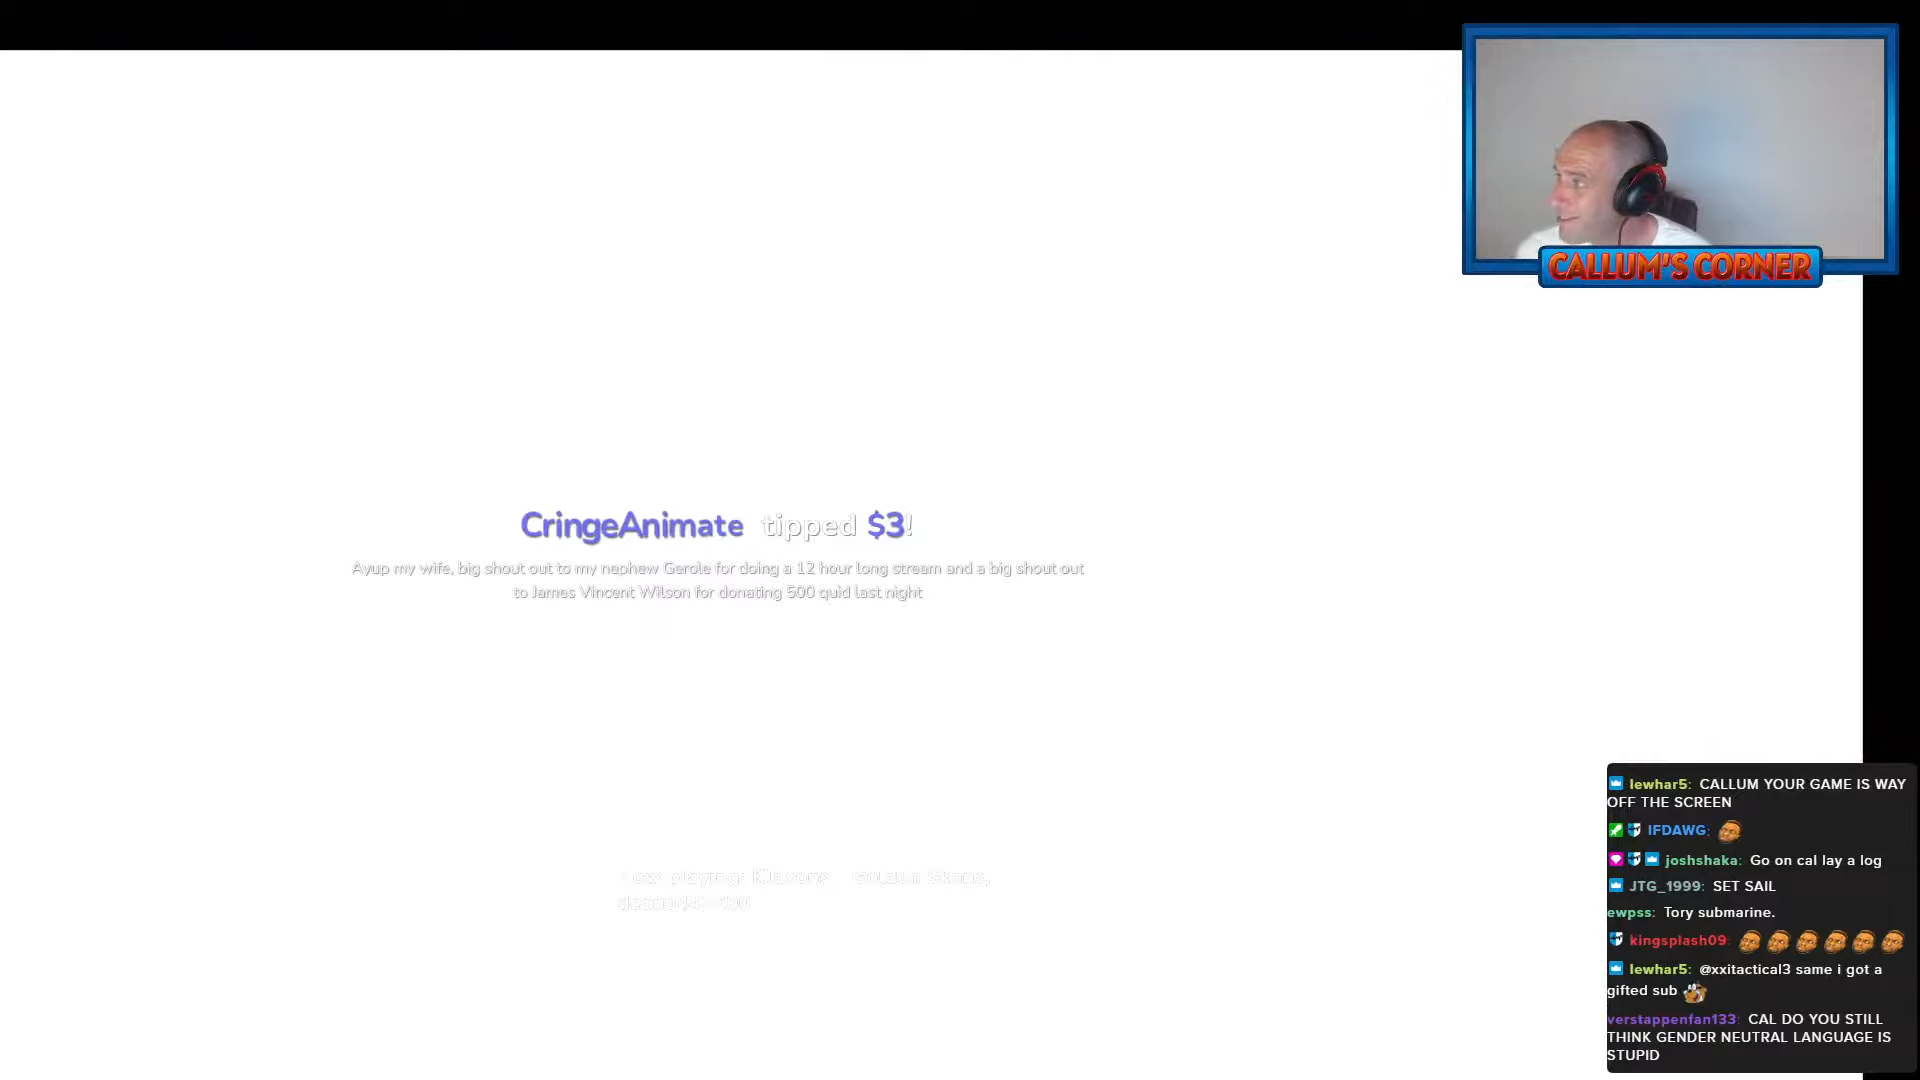 CALLUM'S CORNER
CringeAnimate tipped $3!
Ayup my wife, big shout out to my nephew Gerole for doing a 12 hour long stream and a big shout out
to James Vincent Wilson for donating 500 quid last night
playing: Klaxons
lewhar5: CALLUM YOUR GAME IS WAY
OFF THE SCREEN
IFDAWG:
joshshaka: Go on cal lay a log
JTG_1999: SET SAIL
ewpss: Tory submarine.
kingsplash09:
lewhar5: @xxitactical3 same i got a
gifted sub
verstappenfan133: CAL DO YOU STILL
THINK GENDER NEUTRAL LANGUAGE IS
STUPID